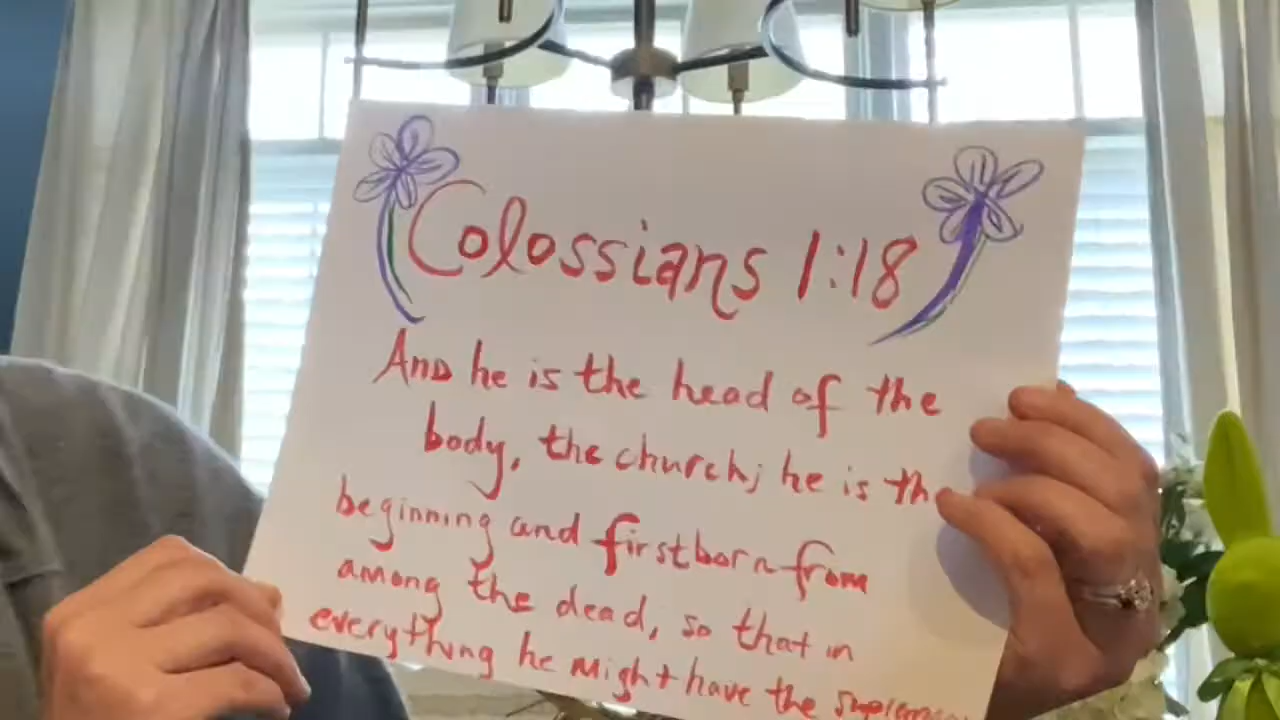 Colossians 1:18
And he is the head of the
body, the church; he is the
beginning and firstborn from
among the dead, so that in
everything he might have the